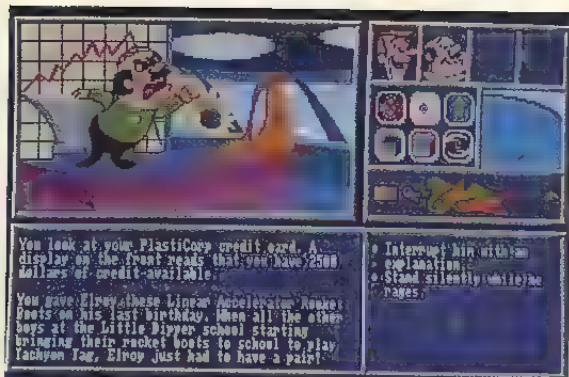 You look at your PlastiCorp credit card. A
display on the front reads that you have 2500
dollars of credit available.
You gave Elroy these Linear Accelerator Rocket
Boots on his last birthday. When all the other
boys at the Little Dipper school starting
bringing their rocket boots to school to play
Tachyon Tag, Elroy just had to have a pair!
Interrupt him with an
explanation.
Stand silently while he
rages.